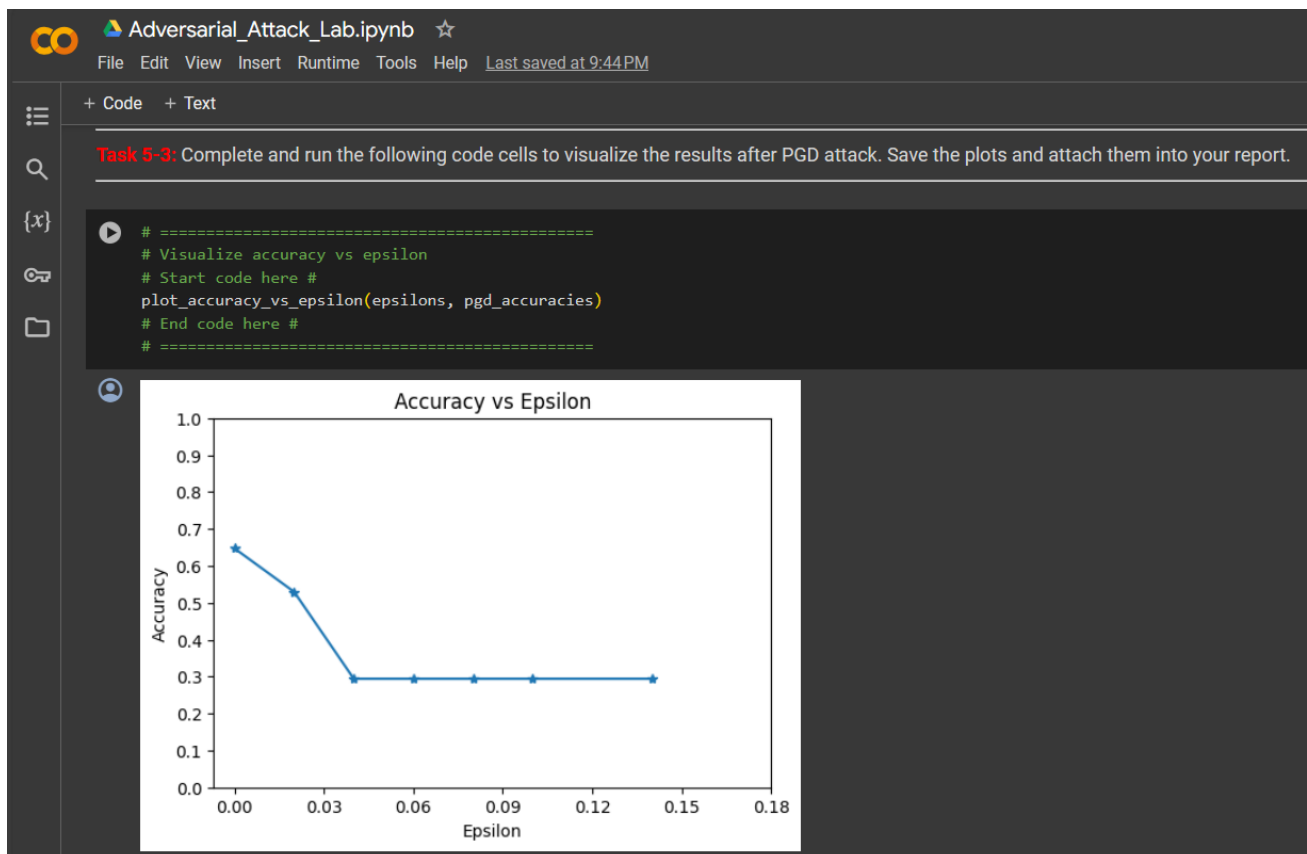 Adversarial_Attack_Lab.ipynb
File Edit View Insert Runtime Tools Help Last saved at 9:44 PM
+ Code + Text
Task 5-3: Complete and run the following code cells to visualize the results after PGD attack. Save the plots and attach them into your report.
{x}
# ===============================================
# Visualize accuracy vs epsilon
# Start code here #
plot_accuracy_vs_epsilon(epsilons, pgd_accuracies)
# End code here #
# ===============================================
Accuracy vs Epsilon
1.0
0.9
0.8
0.7
0.6
0.5
0.4
0.3
0.2
0.1
0.0
Accuracy
0.00 0.03 0.06 0.09 0.12 0.15 0.18
Epsilon